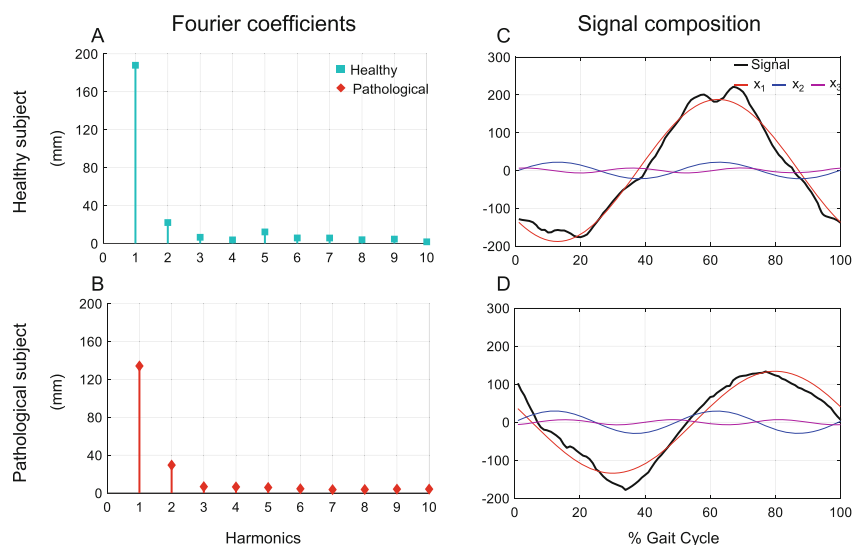 Fourier coefficients
Signal composition
A
Healthy subject
(mm)
200
160
120
80
40
0
0 1 2 3 4 5 6 7 8 9 10
Healthy
Pathological
C
300
200
100
0
-100
-200
0 20 40 60 80 100
Signal
x1 x2 x3
B
Pathological subject
(mm)
200
160
120
80
40
0
0 1 2 3 4 5 6 7 8 9 10
Harmonics
D
300
200
100
0
-100
-200
0 20 40 60 80 100
% Gait Cycle